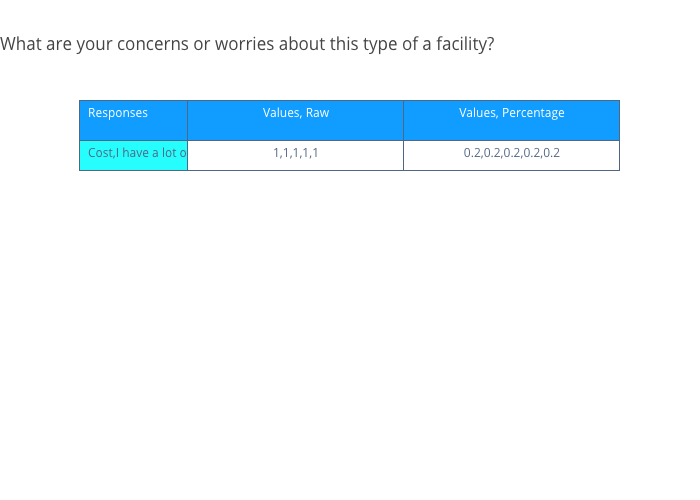 What are your concerns or worries about this type of a facility?
Responses Values, Raw Values, Percentage
Cost,I have a lot o 1,1,1,1,1 0.2,0.2,0.2,0.2,0.2